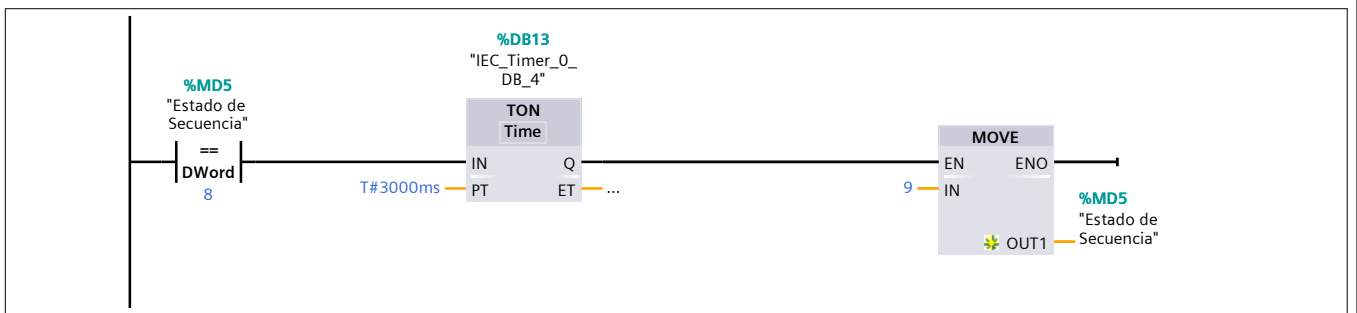 %DB13
"IEC_Timer_0_
DB_4"
%MD5
"Estado de
Secuencia"
==
DWord
8
TON
Time
IN Q
T#3000ms PT ET ...
MOVE
EN ENO
9 IN
OUT1
%MD5
"Estado de
Secuencia"